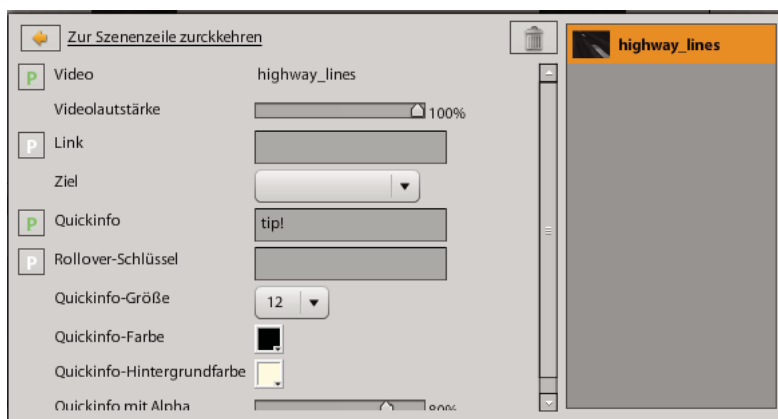 Zur Szenenzeile zurckkehren
P Video highway_lines
Videolautstärke 100%
P Link
Ziel
P Quickinfo tip!
P Rollover-Schlüssel
Quickinfo-Größe 12
Quickinfo-Farbe
Quickinfo-Hintergrundfarbe
Quickinfo mit Alpha 80%
highway_lines